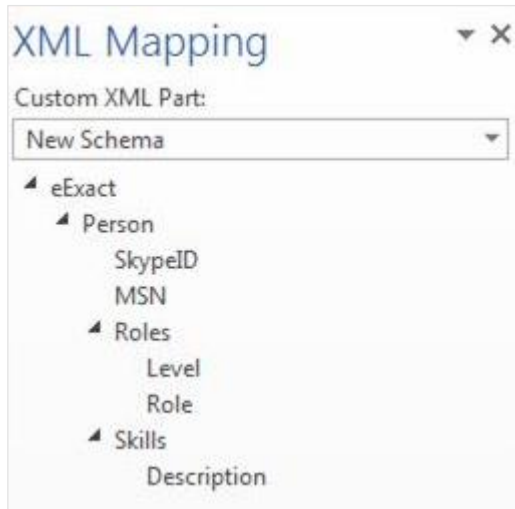 XML Mapping
Custom XML Part:
New Schema
eExact
Person
SkypeID
MSN
Roles
Level
Role
Skills
Description